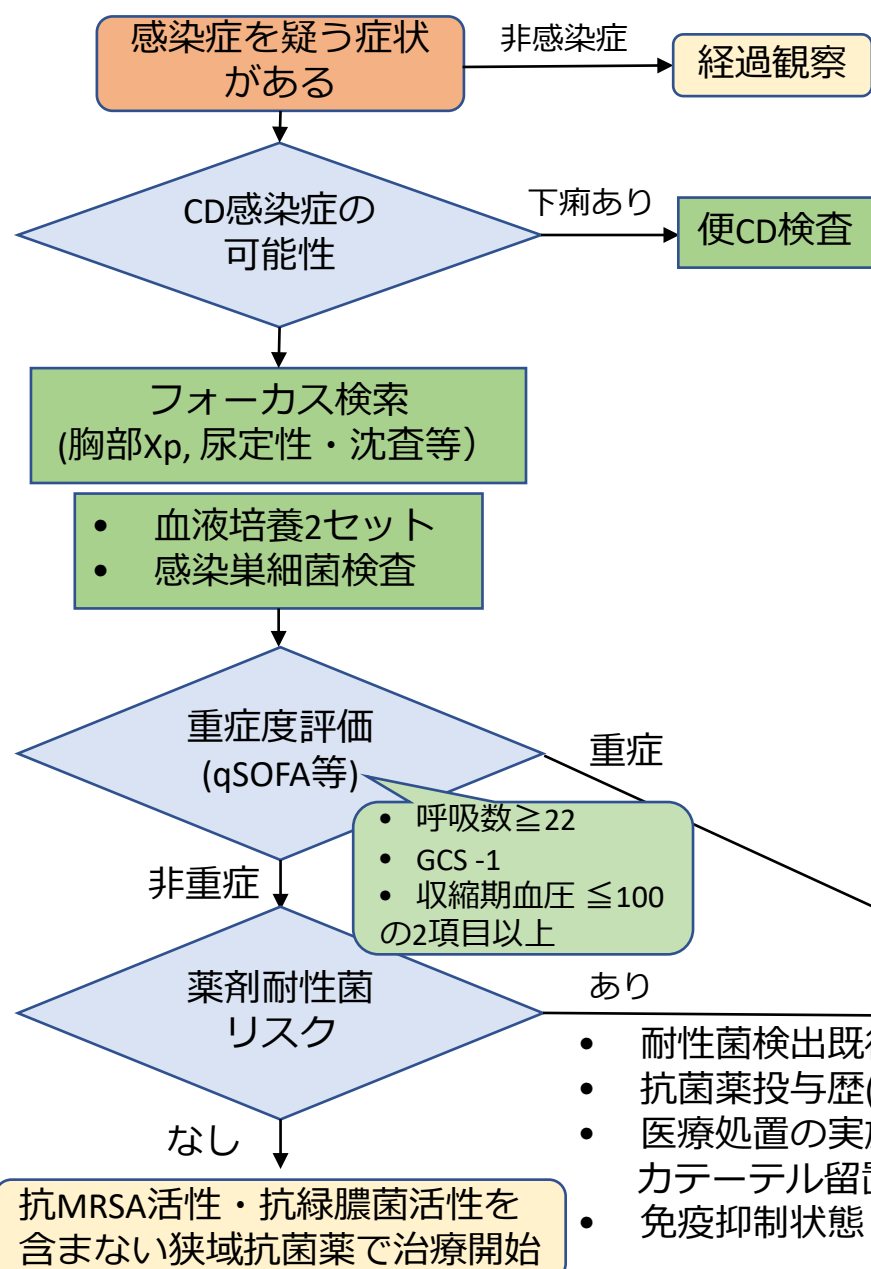 感染症を疑う症状
がある
非感染症
経過観察
CD感染症の
可能性
下痢あり
便CD検査
フォーカス検索
(胸部Xp, 尿定性・沈査等）
• 血液培養2セット
• 感染巣細菌検査
重症度評価
(qSOFA等)
重症
• 呼吸数≧22
• GCS -1
• 収縮期血圧 ≦100
の2項目以上
非重症
薬剤耐性菌
リスク
あり
• 耐性菌検出既
• 抗菌薬投与歴(
• 医療処置の実
カテーテル留
• 免疫抑制状態
なし
抗MRSA活性・抗緑膿菌活性を
含まない狭域抗菌薬で治療開始